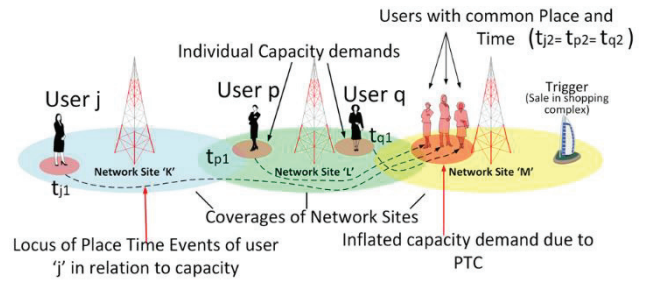 Users with common Place and
Time (tj2= tp2= tq2 )
Individual Capacity demands
User j
User p
User q
Trigger
(Sale in shopping
complex)
tj1
tp1
tq1
Network Site 'K'
Network Site 'L'
Network Site 'M'
Coverages of Network Sites
Locus of Place Time Events of user
'j' in relation to capacity
Inflated capacity demand due to
PTC